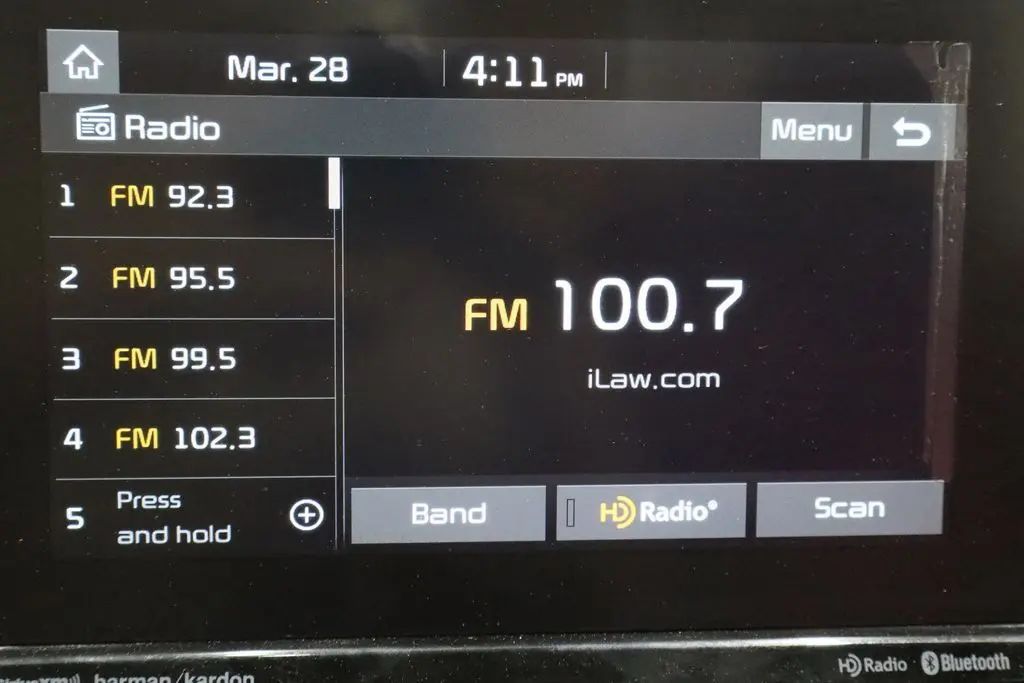 Mar. 28
4:11 PM
Radio
Menu
1 FM 92.3
2 FM 95.5
3 FM 99.5
4 FM 102.3
5 Press and hold
FM 100.7
iLaw.com
Band
HD Radio®
Scan
harman/kardon
HD Radio
Bluetooth